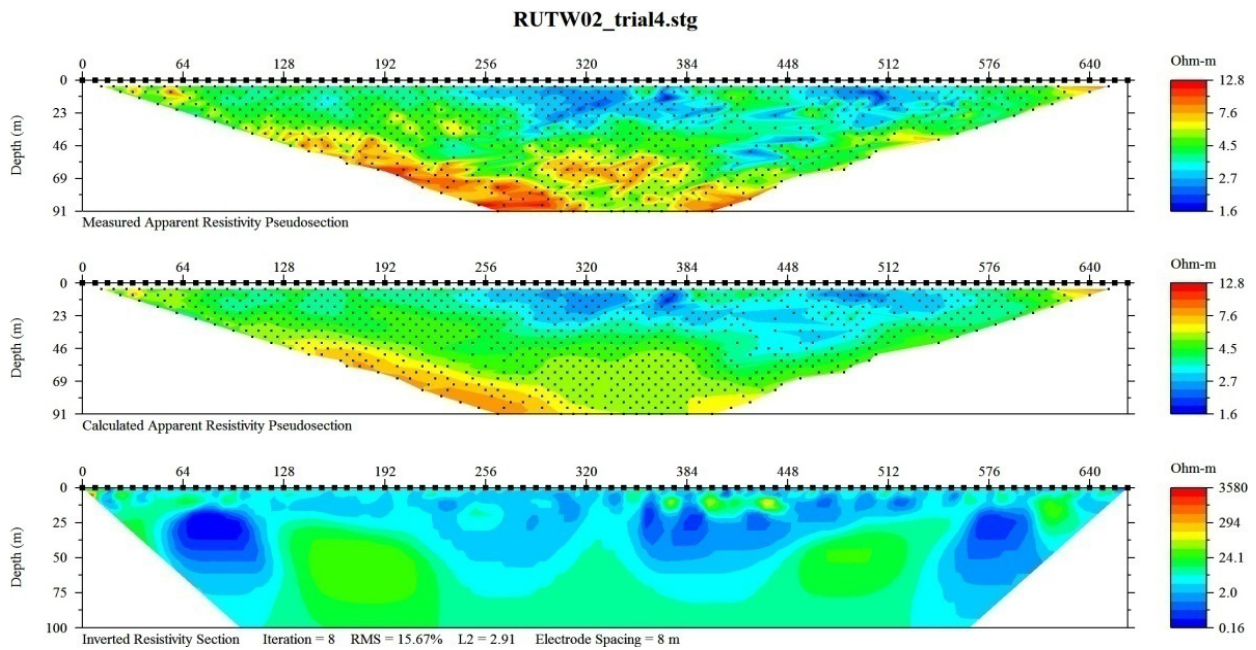 RUTW02_trial4.stg
0 64 128 192 256 320 384 448 512 576 640 Ohm-m
0 12.8
23 7.6
46 4.5
69 2.7
91 1.6
Depth (m)
Measured Apparent Resistivity Pseudosection
0 64 128 192 256 320 384 448 512 576 640 Ohm-m
0 12.8
23 7.6
46 4.5
69 2.7
91 1.6
Depth (m)
Calculated Apparent Resistivity Pseudosection
0 64 128 192 256 320 384 448 512 576 640 Ohm-m
0 3580
25 294
50 24.1
75 2.0
100 0.16
Depth (m)
Inverted Resistivity Section Iteration = 8 RMS = 15.67% L2 = 2.91 Electrode Spacing = 8 m